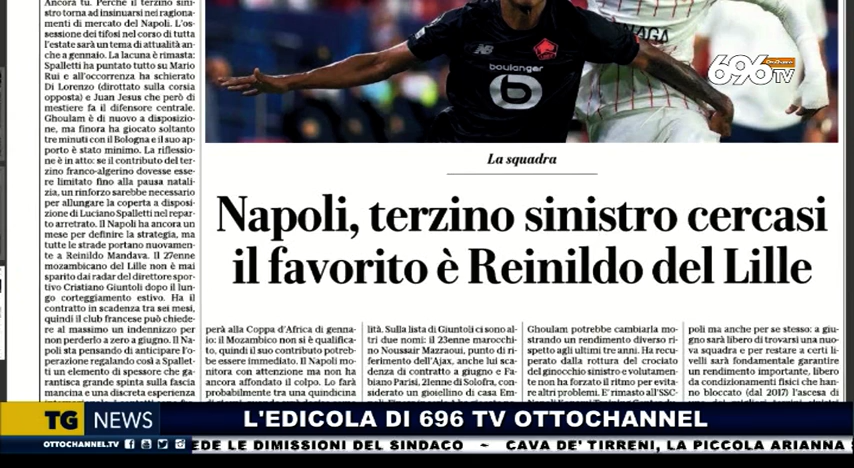 Ancora tu. Perché il terzino sini-
stro torna ad insinuarsi nei ragiona-
menti di mercato del Napoli. L'os-
sessione dei tifosi nel corso di tutta
l'estate sarà un tema di attualità an-
che a gennaio. La lacuna è rimasta:
Spalletti ha puntato tutto su Mario
Rui e all'occorrenza ha schierato
Di Lorenzo (dirottato sulla corsia
opposta) e Juan Jesus che però di
mestiere fa il difensore centrale.
Ghoulam è di nuovo a disposizio-
ne, ma finora ha giocato soltanto
tre minuti con il Bologna e il suo ap-
porto è stato minimo. La riflessio-
ne è in atto: se il contributo del ter-
zino franco-algerino dovesse esse-
re limitato fino alla pausa natali-
zia, un rinforzo sarebbe necessario
per allungare la coperta a disposi-
zione di Luciano Spalletti nel repar-
to arretrato. Il Napoli ha ancora un
mese per definire la strategia, ma
tutte le strade portano nuovamen-
te a Reinildo Mandava. Il 27enne
mozambicano del Lille non è mai
sparito dai radar del direttore spor-
tivo Cristiano Giuntoli dopo il lun-
go corteggiamento estivo. Ha il
contratto in scadenza tra sei mesi,
quindi il club francese può chiede-
re al massimo un indennizzo per
non perderlo a zero a giugno. Il Na-
poli sta pensando di anticipare l'o-
perazione regalando così a Spallet-
ti un elemento di spessore che ga-
rantisca grande spinta sulla fascia
mancina e una discreta esperienza
new balance
boulanger
b
LOSC
MÁLAGA
696
OttoChannel
TV
La squadra
Napoli, terzino sinistro cercasi
il favorito è Reinildo del Lille
però alla Coppa d'Africa di genna-
io: il Mozambico non si è qualifica-
to, quindi il suo contributo potreb-
be essere immediato. Il Napoli mo-
nitora con attenzione ma non ha
ancora affondato il colpo. Lo farà
probabilmente tra una quindicina
lità. Sulla lista di Giuntoli ci sono al-
tri due nomi: il 23enne marocchi-
no Noussair Mazraoui, punto di ri-
ferimento dell'Ajax, anche lui sca-
denza di contratto a giugno e Fa-
biano Parisi, 21enne di Solofra, con-
siderato un gioiellino di casa Em-
Ghoulam potrebbe cambiarla mo-
strando un rendimento diverso ri-
spetto agli ultimi tre anni. Ha recu-
perato dalla rottura del crociato
del ginocchio sinistro e volutamen-
te non ha forzato il ritmo per evita-
re altri problemi. E' rimasto all'SSC-
poli ma anche per se stesso: a giu-
gno sarà libero di trovarsi una nuo-
va squadra e per restare a certi li-
velli sarà fondamentale garantire
un rendimento importante, libero
da condizionamenti fisici che han-
no bloccato (dal 2017) l'ascesa di
TG NEWS
L'EDICOLA DI 696 TV OTTOCHANNEL
OTTOCHANNEL.TV
EDE LE DIMISSIONI DEL SINDACO ~ CAVA DE' TIRRENI, LA PICCOLA ARIANNA S